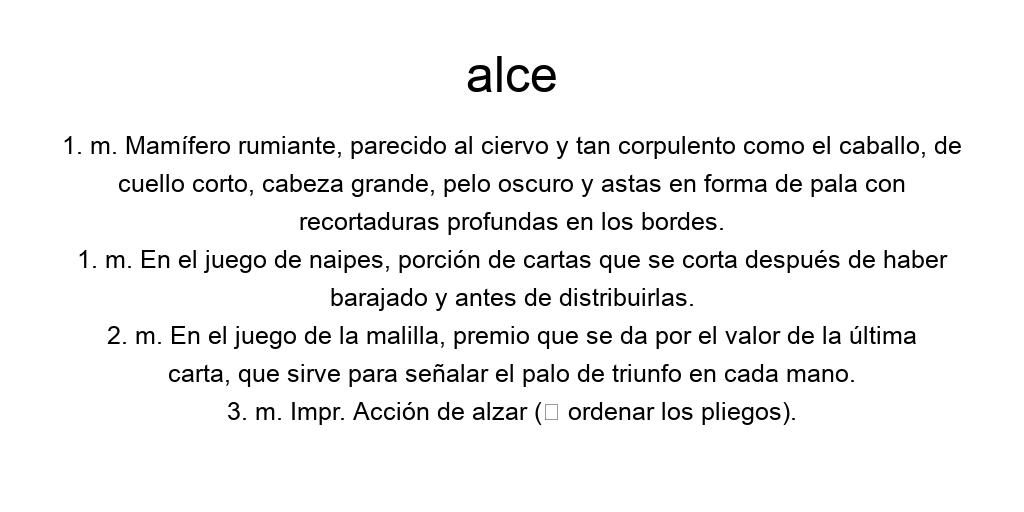 alce
1. m. Mamífero rumiante, parecido al ciervo y tan corpulento como el caballo, de
cuello corto, cabeza grande, pelo oscuro y astas en forma de pala con
recortaduras profundas en los bordes.
1. m. En el juego de naipes, porción de cartas que se corta después de haber
barajado y antes de distribuirlas.
2. m. En el juego de la malilla, premio que se da por el valor de la última
carta, que sirve para señalar el palo de triunfo en cada mano.
3. m. Impr. Acción de alzar (□ ordenar los pliegos).